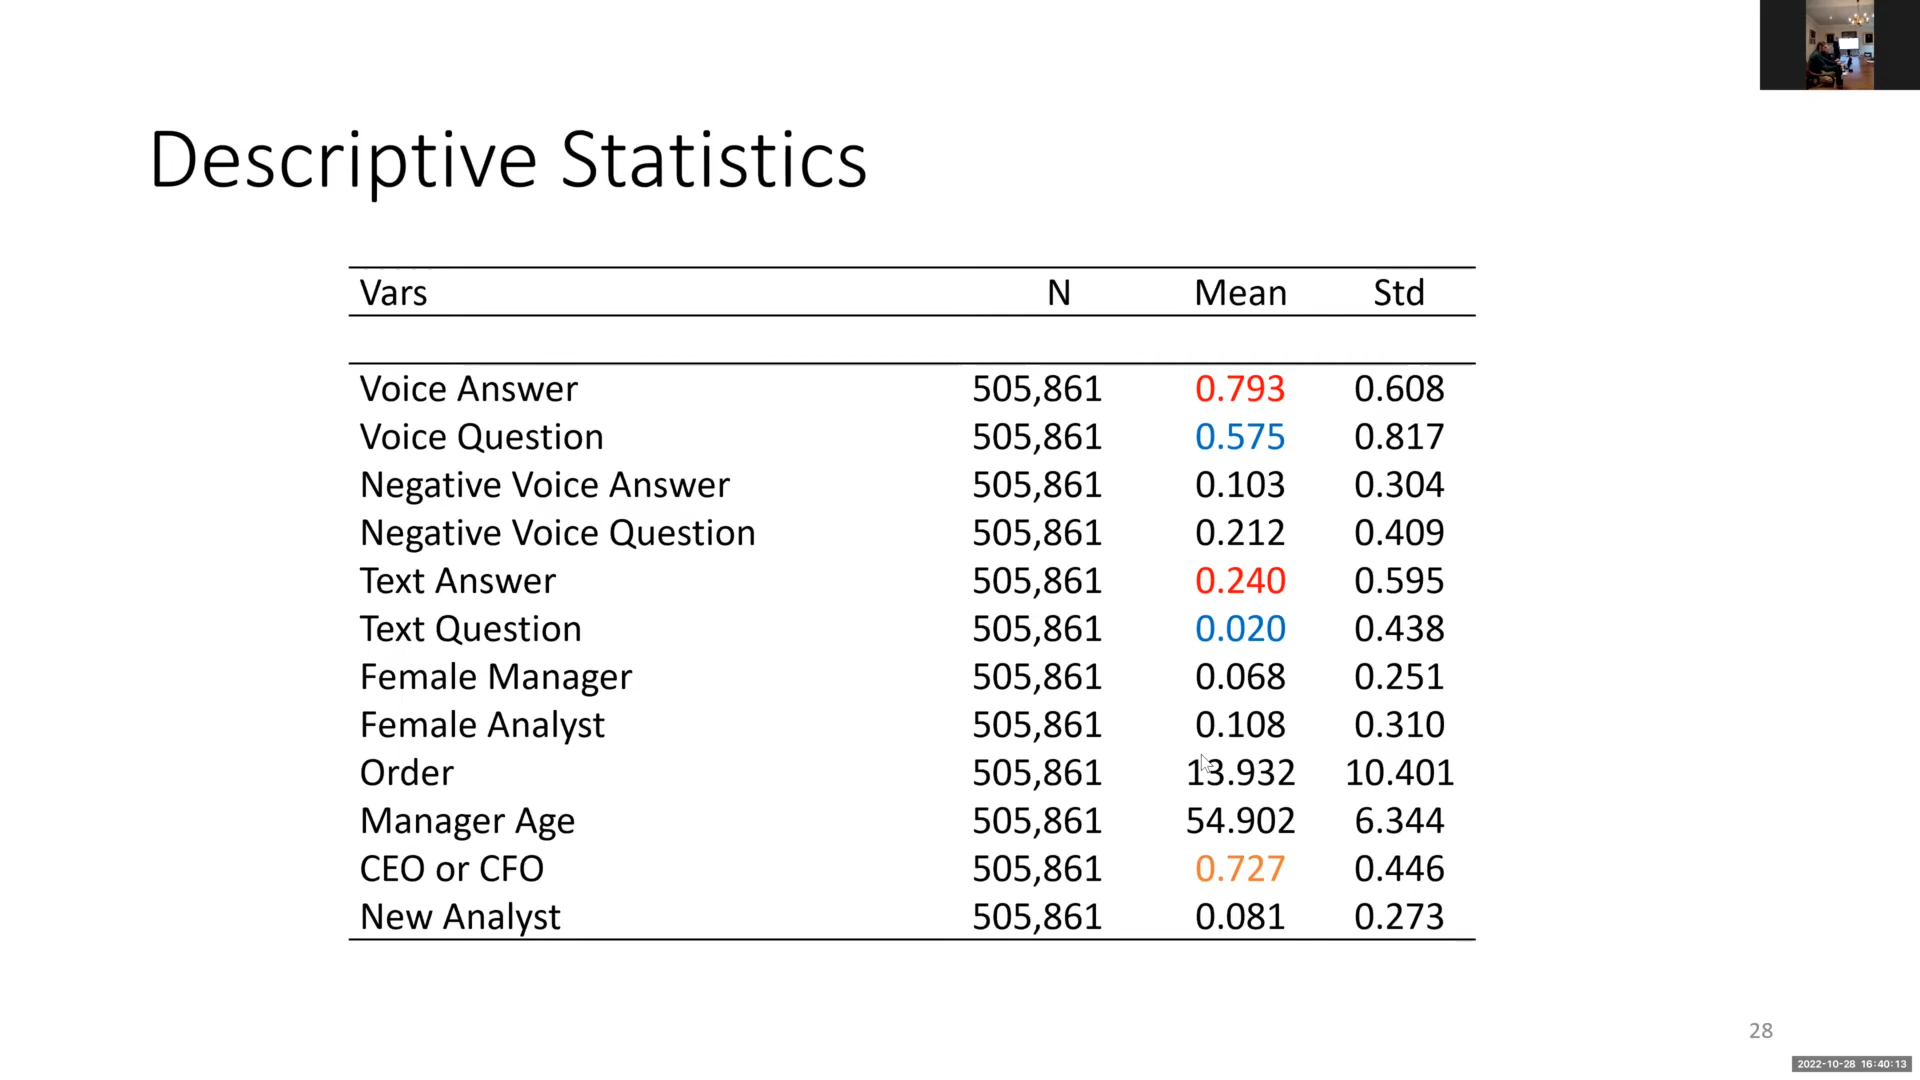 Descriptive Statistics
Vars N Mean Std
Voice Answer 505,861 0.793 0.608
Voice Question 505,861 0.575 0.817
Negative Voice Answer 505,861 0.103 0.304
Negative Voice Question 505,861 0.212 0.409
Text Answer 505,861 0.240 0.595
Text Question 505,861 0.020 0.438
Female Manager 505,861 0.068 0.251
Female Analyst 505,861 0.108 0.310
Order 505,861 13.932 10.401
Manager Age 505,861 54.902 6.344
CEO or CFO 505,861 0.727 0.446
New Analyst 505,861 0.081 0.273
28
2022-10-28 16:40:13